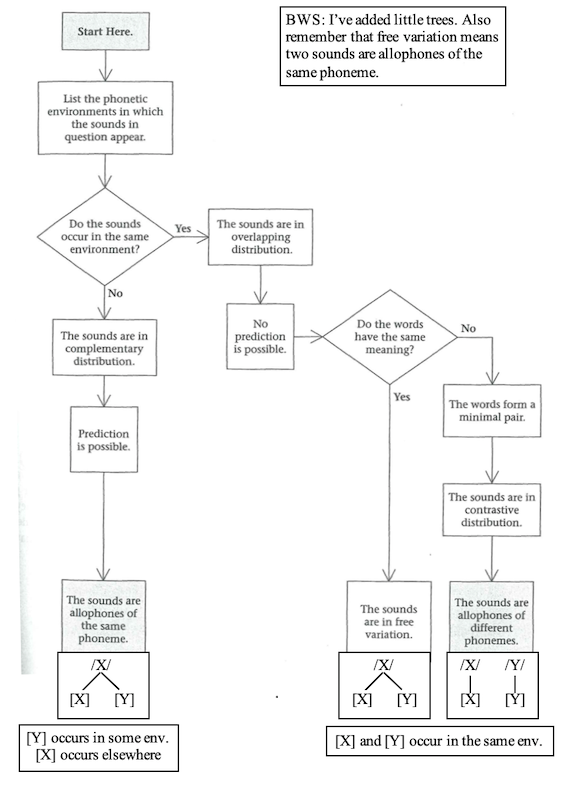 BWS: I've added little trees. Also
remember that free variation means
two sounds are allophones of the
same phoneme.
Start Here.
List the phonetic
environments in which
the sounds in
question appear.
Do the sounds
occur in the same
environment?
Yes
The sounds are in
overlapping
distribution.
No
The sounds are in
complementary
distribution.
No
prediction
is possible.
Do the words
have the same
meaning?
No
Yes
The words form a
minimal pair.
Prediction
is possible.
The sounds are in
contrastive
distribution.
The sounds are
allophones of
the same
phoneme.
The sounds
are in free
variation.
The sounds are
allophones of
different
phonemes.
/X/
[X] [Y]
/X/
[X] [Y]
/X/ /Y/
[X] [Y]
[Y] occurs in some env.
[X] occurs elsewhere
[X] and [Y] occur in the same env.